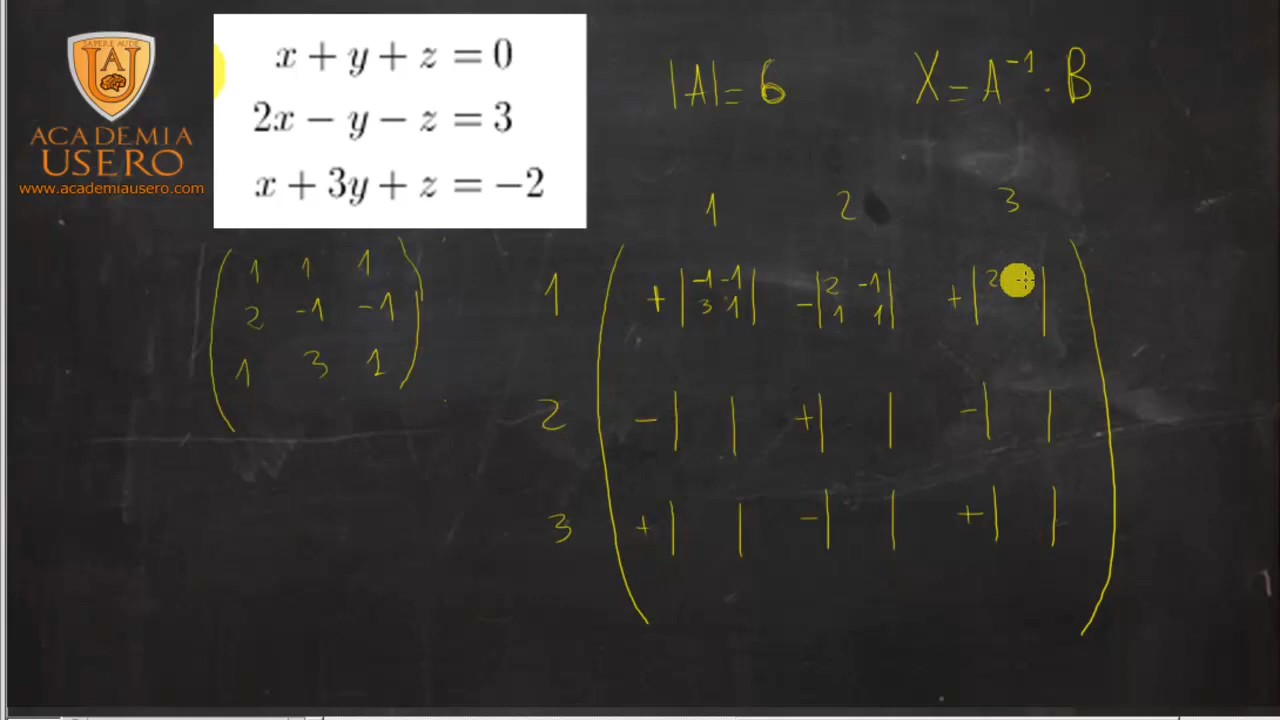 SAPERE AUDE
ACADEMIA
USERO
www.academiausero.com
x + y + z = 0
2x − y − z = 3
x + 3y + z = −2
|A| = 6
X = A⁻¹ · B
1 1 1
2 -1 -1
1 3 1
1 2 3
1 +|-1 -1| -|2 -1| +|2 |
|3 1| |1 1|
2 -| | +| | -| |
3 +| | -| | +| |